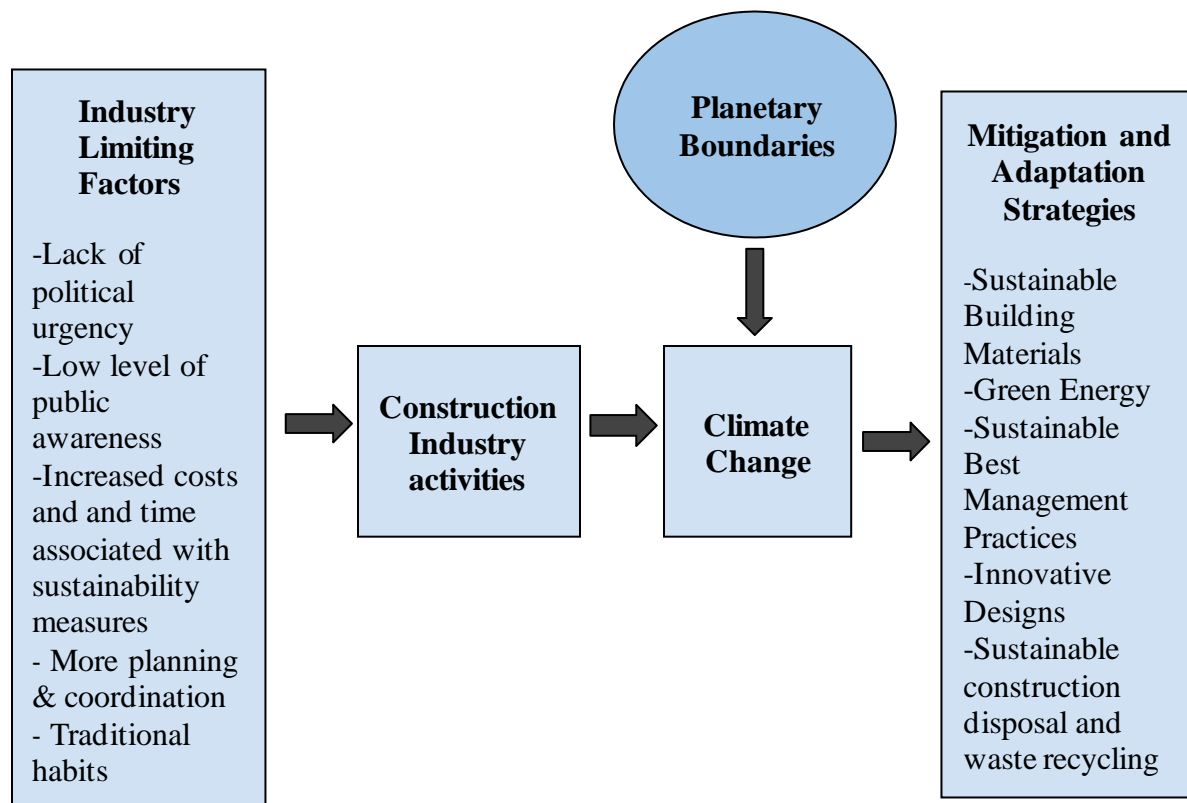 Industry
Limiting
Factors
-Lack of
political
urgency
-Low level of
public
awareness
-Increased costs
and and time
associated with
sustainability
measures
- More planning
& coordination
- Traditional
habits
Construction
Industry
activities
Planetary
Boundaries
Climate
Change
Mitigation and
Adaptation
Strategies
-Sustainable
Building
Materials
-Green Energy
-Sustainable
Best
Management
Practices
-Innovative
Designs
-Sustainable
construction
disposal and
waste recycling